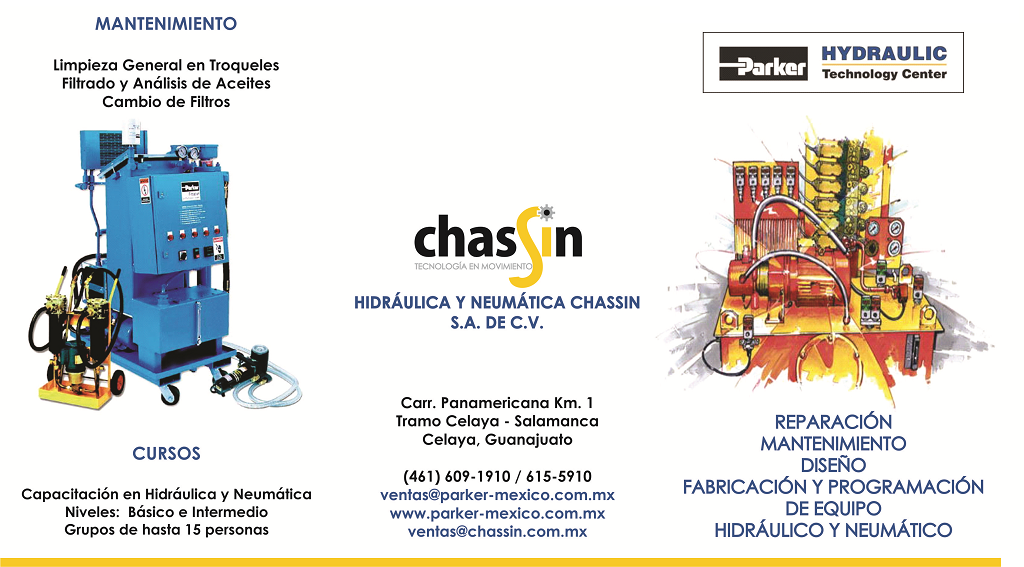 MANTENIMIENTO
Limpieza General en Troqueles
Filtrado y Análisis de Aceites
Cambio de Filtros
Parker
CURSOS
Capacitación en Hidráulica y Neumática
Niveles:  Básico e Intermedio
Grupos de hasta 15 personas
chassin
TECNOLOGÍA EN MOVIMIENTO
HIDRÁULICA Y NEUMÁTICA CHASSIN
S.A. DE C.V.
Carr. Panamericana Km. 1
Tramo Celaya - Salamanca
Celaya, Guanajuato
(461) 609-1910 / 615-5910
ventas@parker-mexico.com.mx
www.parker-mexico.com.mx
ventas@chassin.com.mx
Parker
HYDRAULIC
Technology Center
REPARACIÓN
MANTENIMIENTO
DISEÑO
FABRICACIÓN Y PROGRAMACIÓN
DE EQUIPO
HIDRÁULICO Y NEUMÁTICO